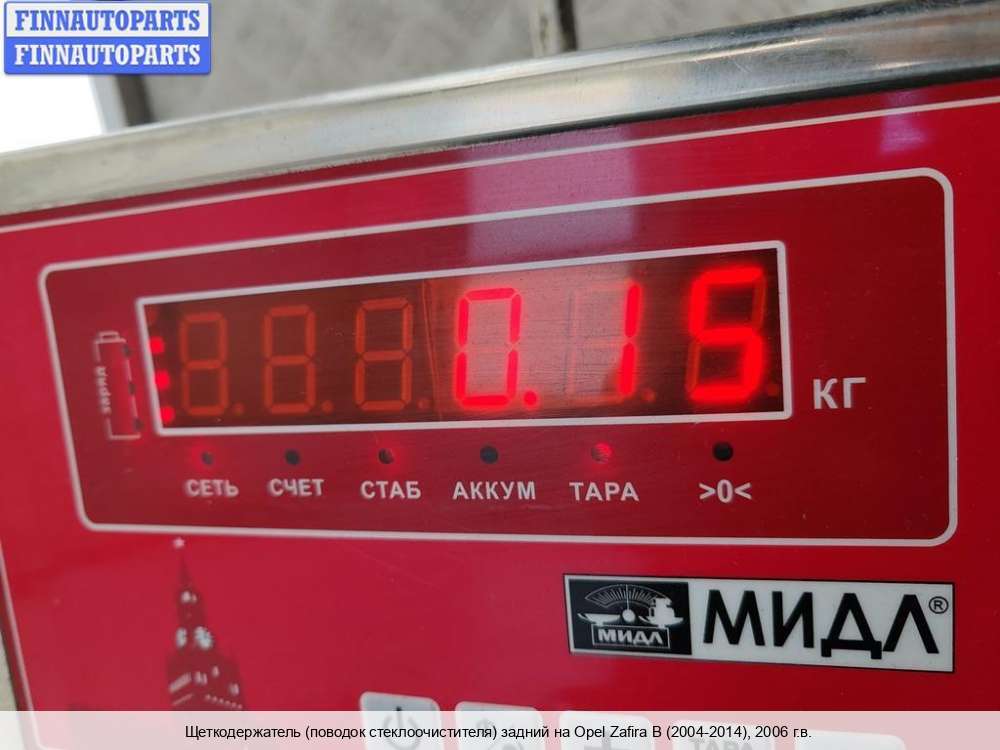 FINNAUTOPARTS
FINNAUTOPARTS
0.15
КГ
заряд
СЕТЬ СЧЕТ СТАБ АККУМ ТАРА >0<
МИДЛ МИДЛ®
ТАРА
Щеткодержатель (поводок стеклоочистителя) задний на Opel Zafira B (2004-2014), 2006 г.в.